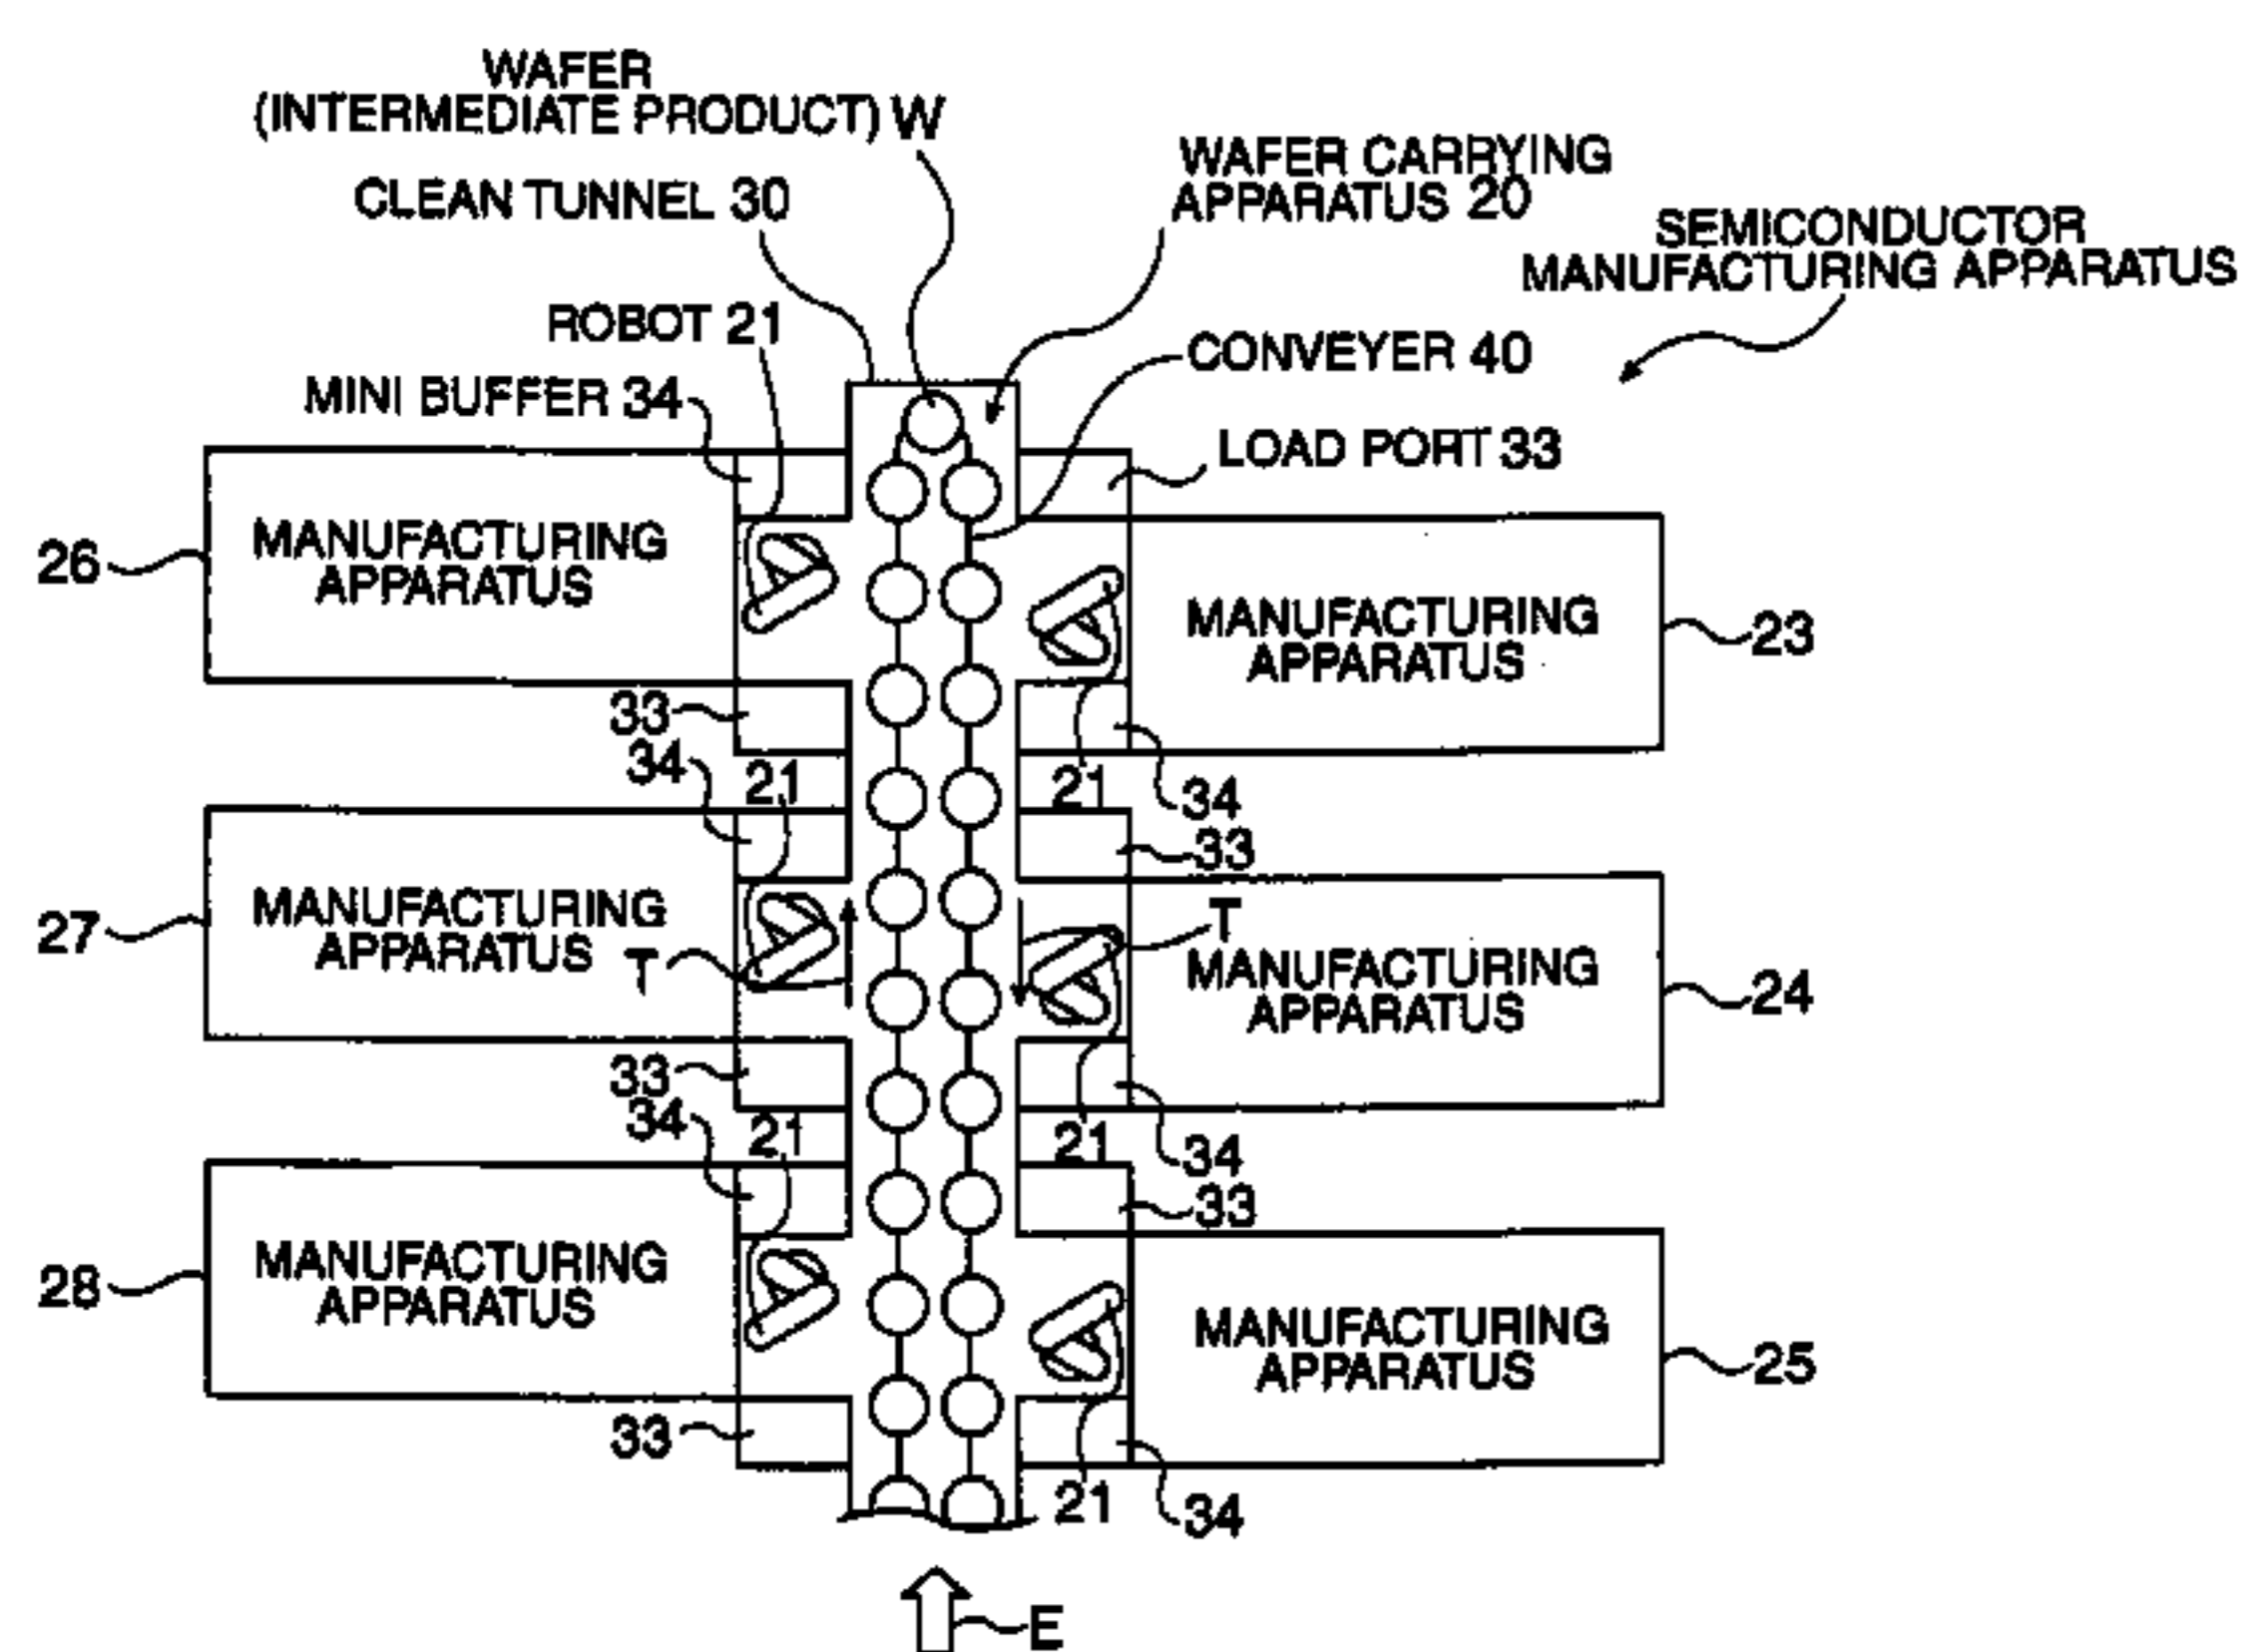 WAFER
(INTERMEDIATE PRODUCT) W
CLEAN TUNNEL 30
WAFER CARRYING
APPARATUS 20
SEMICONDUCTOR
MANUFACTURING APPARATUS
ROBOT 21
CONVEYER 40
MINI BUFFER 34
LOAD PORT 33
26
MANUFACTURING
APPARATUS
MANUFACTURING
APPARATUS
23
33
34
21
21
34
33
27
MANUFACTURING
APPARATUS
T
T
MANUFACTURING
APPARATUS
24
33
34
21
21
34
33
28
MANUFACTURING
APPARATUS
MANUFACTURING
APPARATUS
25
33
21
34
E